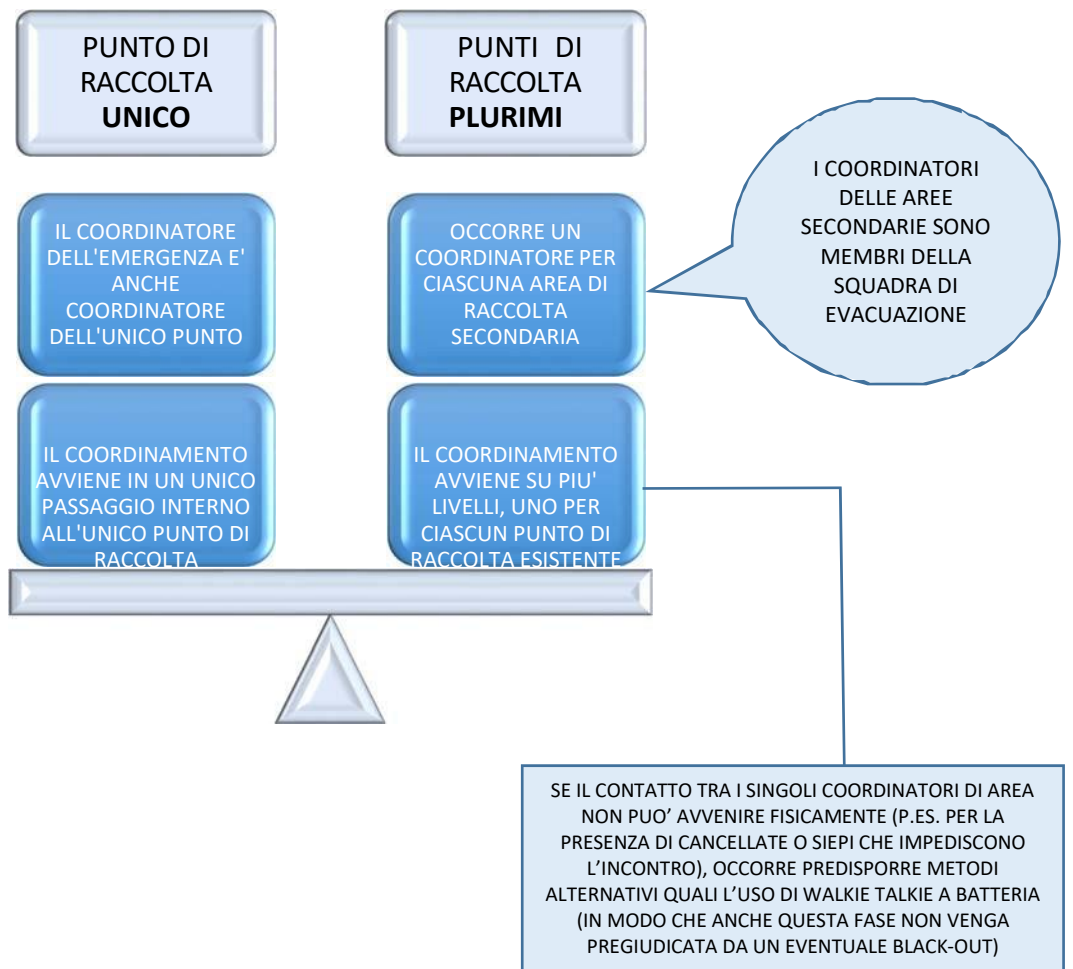 PUNTO DI
RACCOLTA
UNICO
PUNTI DI
RACCOLTA
PLURIMI
IL COORDINATORE
DELL'EMERGENZA E'
ANCHE
COORDINATORE
DELL'UNICO PUNTO
OCCORRE UN
COORDINATORE PER
CIASCUNA AREA DI
RACCOLTA
SECONDARIA
I COORDINATORI
DELLE AREE
SECONDARIE SONO
MEMBRI DELLA
SQUADRA DI
EVACUAZIONE
IL COORDINAMENTO
AVVIENE IN UN UNICO
PASSAGGIO INTERNO
ALL'UNICO PUNTO DI
RACCOLTA
IL COORDINAMENTO
AVVIENE SU PIU'
LIVELLI, UNO PER
CIASCUN PUNTO DI
RACCOLTA ESISTENTE
SE IL CONTATTO TRA I SINGOLI COORDINATORI DI AREA
NON PUO’ AVVENIRE FISICAMENTE (P.ES. PER LA
PRESENZA DI CANCELLATE O SIEPI CHE IMPEDISCONO
L’INCONTRO), OCCORRE PREDISPORRE METODI
ALTERNATIVI QUALI L’USO DI WALKIE TALKIE A BATTERIA
(IN MODO CHE ANCHE QUESTA FASE NON VENGA
PREGIUDICATA DA UN EVENTUALE BLACK-OUT)